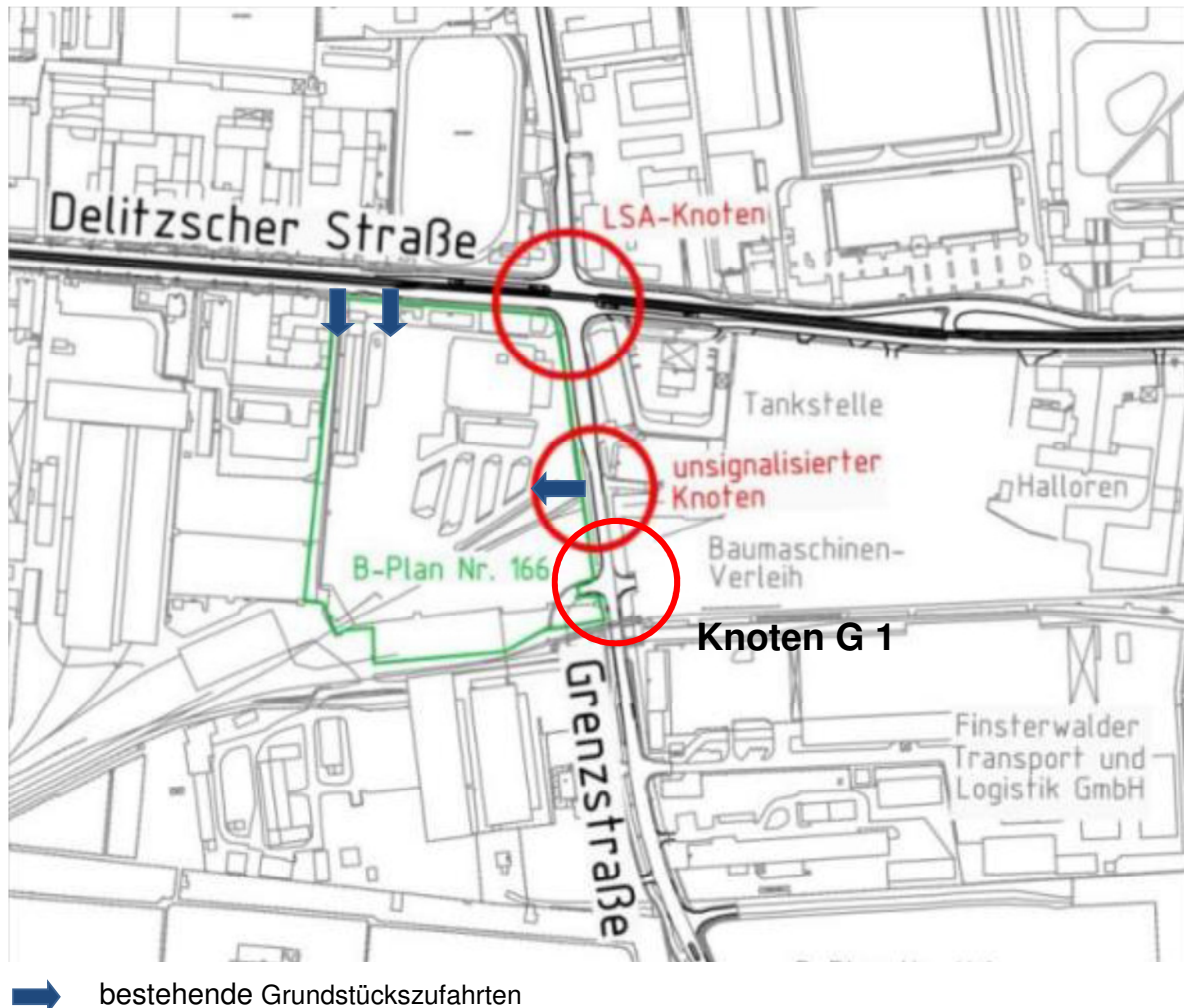 Delitzscher Straße
LSA-Knoten
Tankstelle
unsignalisierter
Knoten
Halloren
B-Plan Nr. 166
Baumaschinen-
Verleih
Knoten G 1
Grenzstraße
Finsterwalder
Transport und
Logistik GmbH
bestehende Grundstückszufahrten